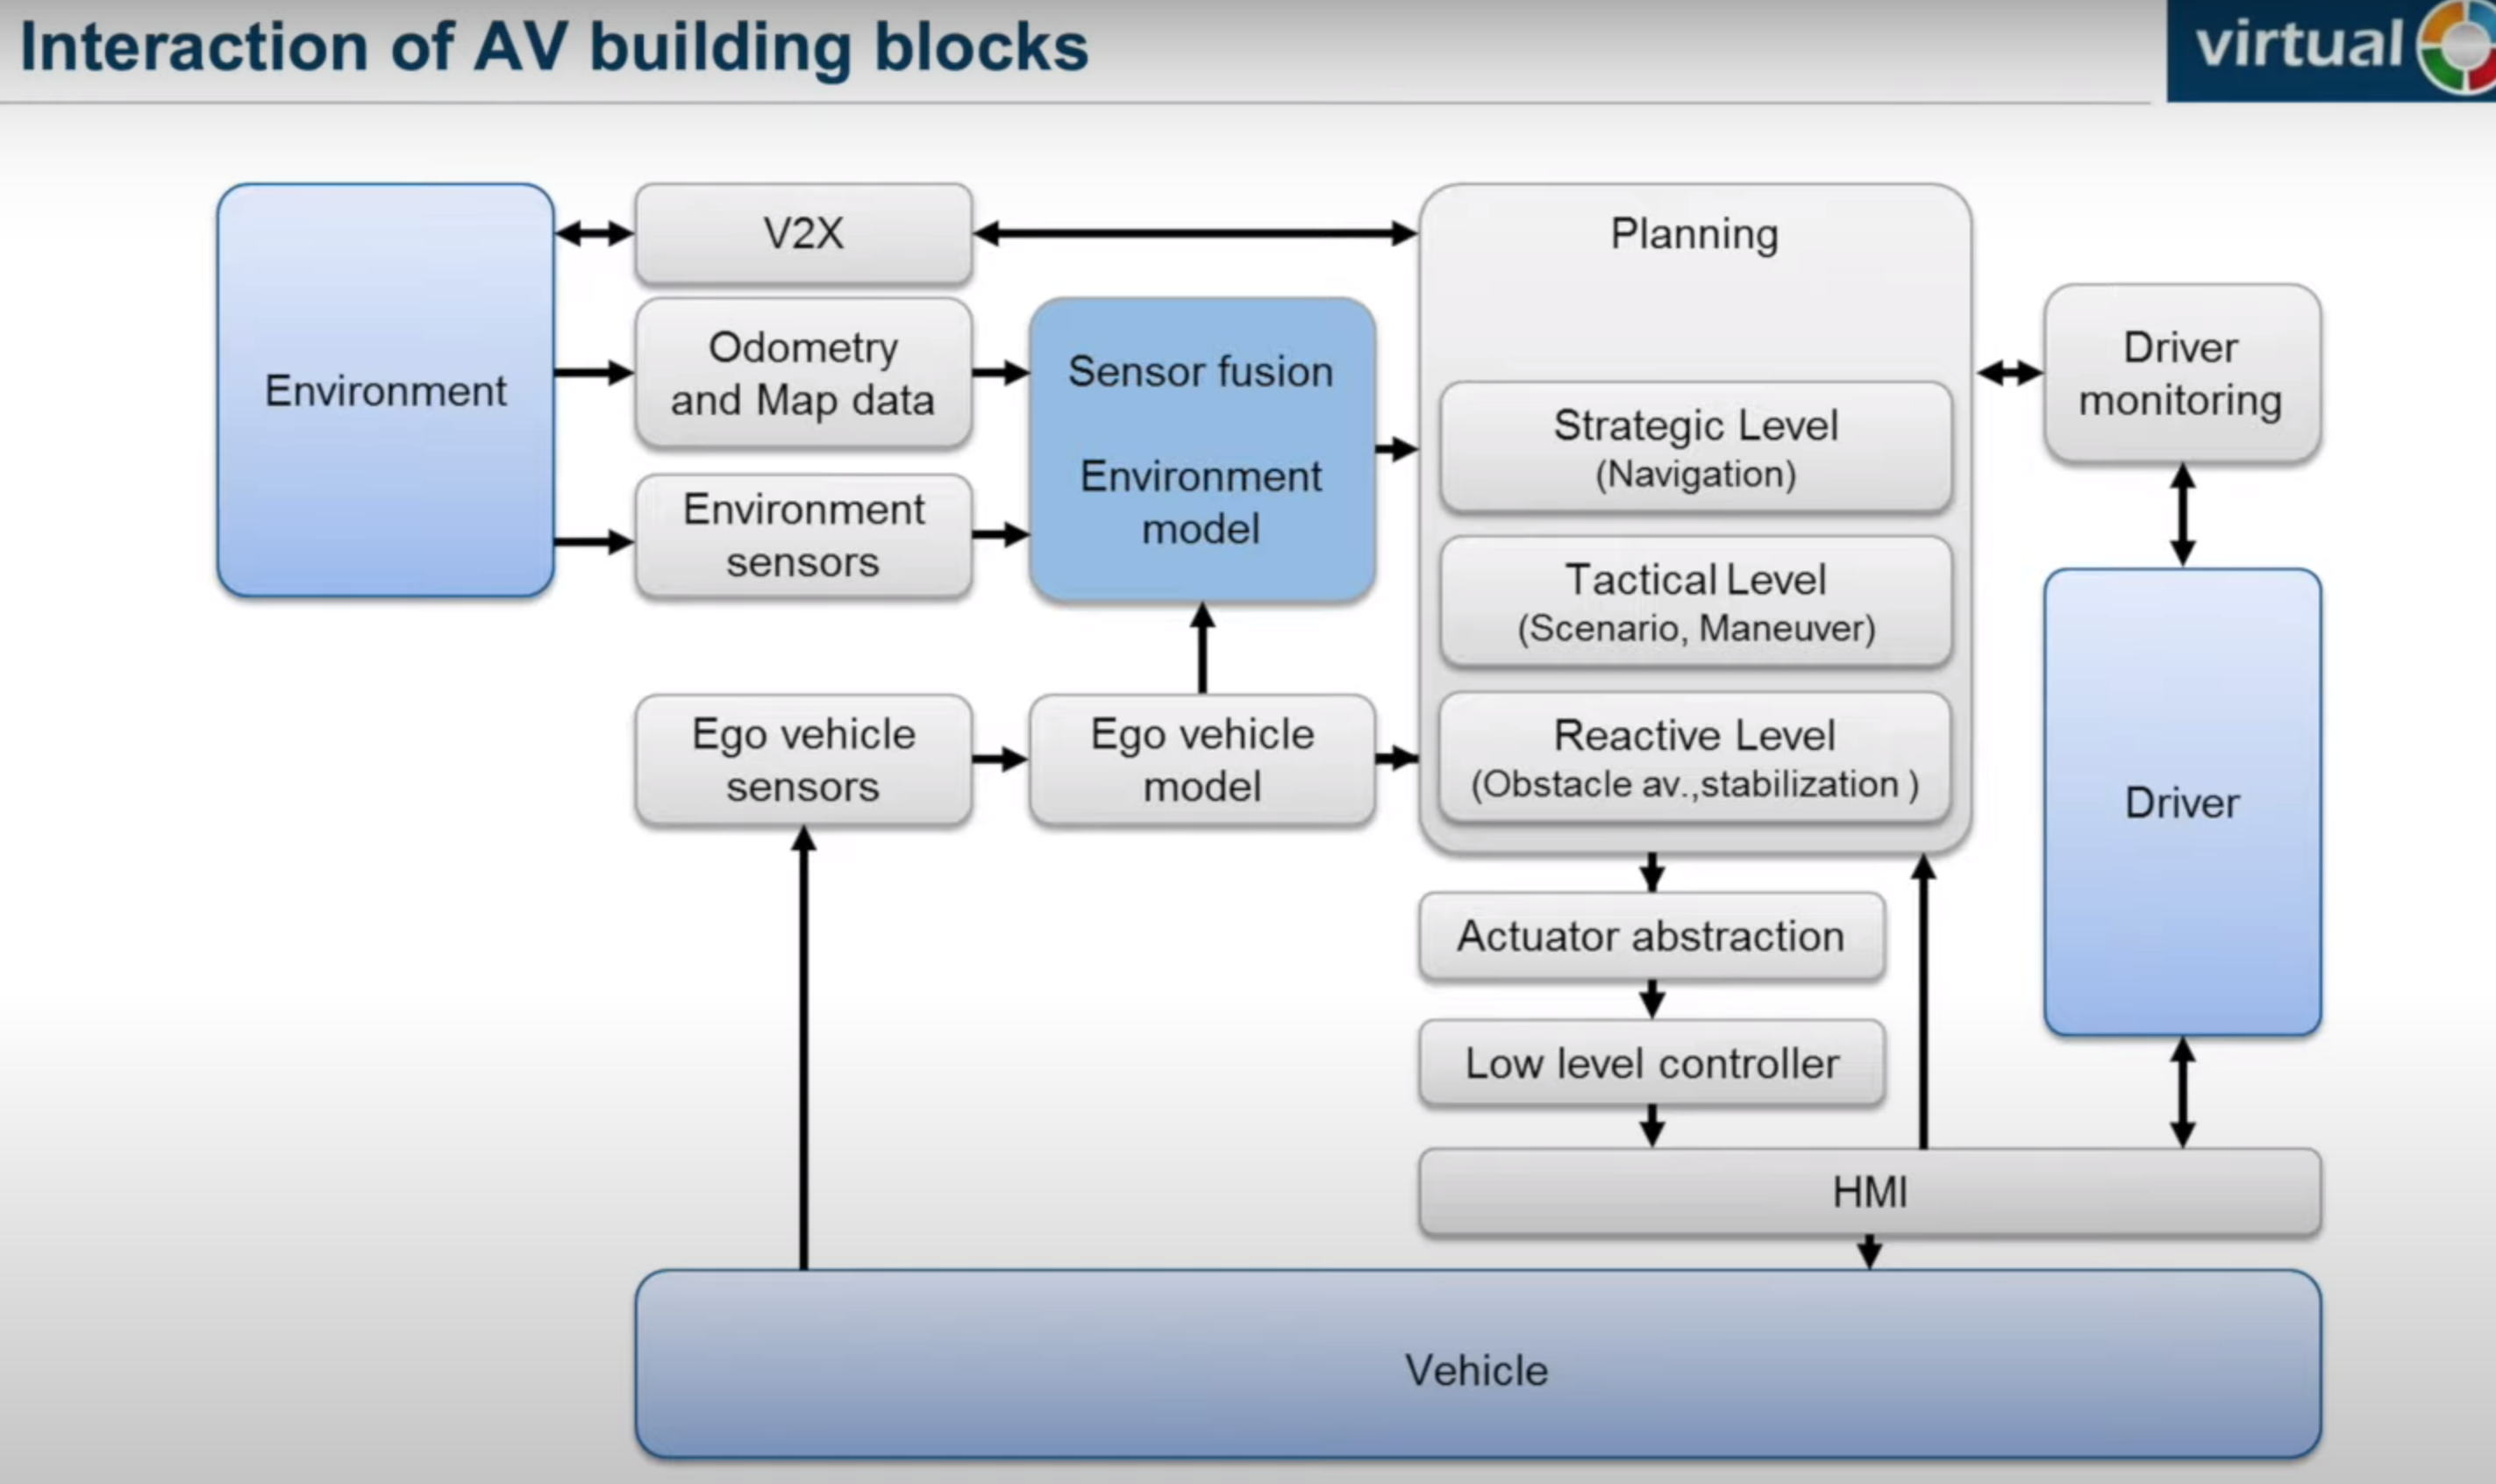 Interaction of AV building blocks
virtual
Environment
V2X
Odometry
and Map data
Environment
sensors
Sensor fusion
Environment
model
Ego vehicle
sensors
Ego vehicle
model
Planning
Strategic Level
(Navigation)
Tactical Level
(Scenario, Maneuver)
Reactive Level
(Obstacle av.,stabilization )
Actuator abstraction
Low level controller
HMI
Driver
monitoring
Driver
Vehicle